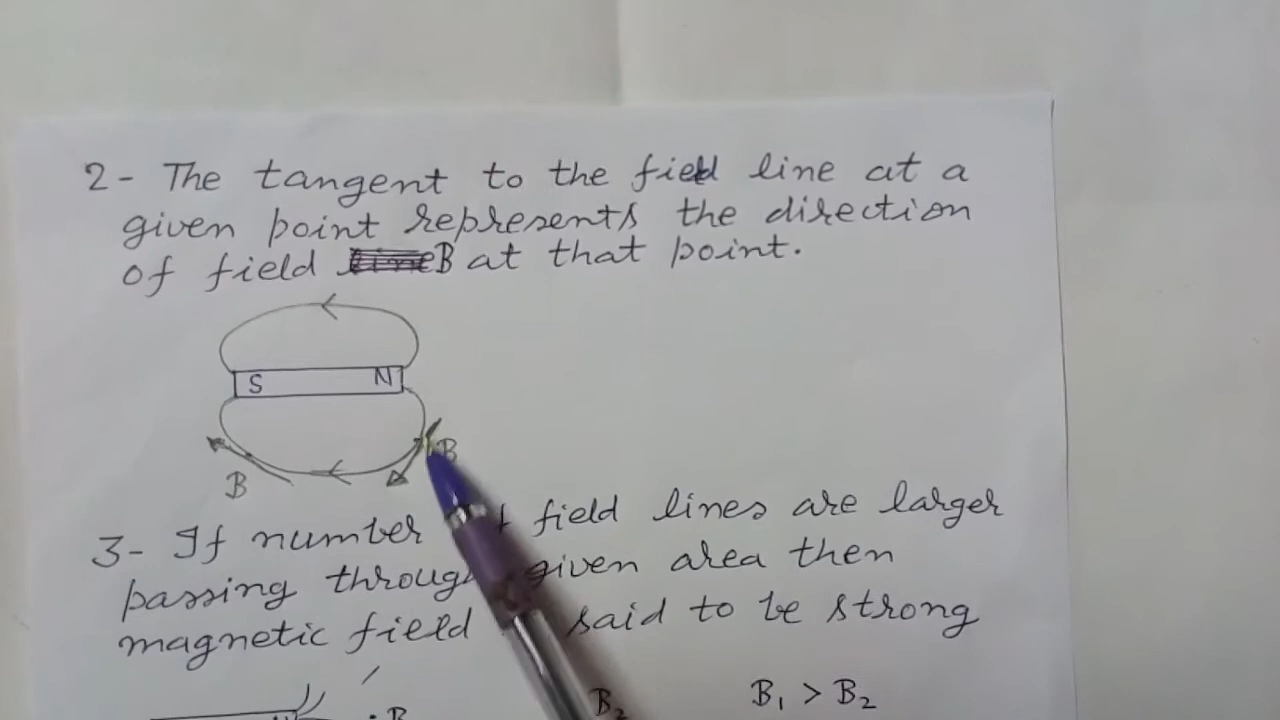 2- The tangent to the field line at a
given point represents the direction
of field B at that point.
S N
B
B
3- If number field lines are larger
passing through given area then
magnetic field said to be strong
B₂
B₁ > B₂
B